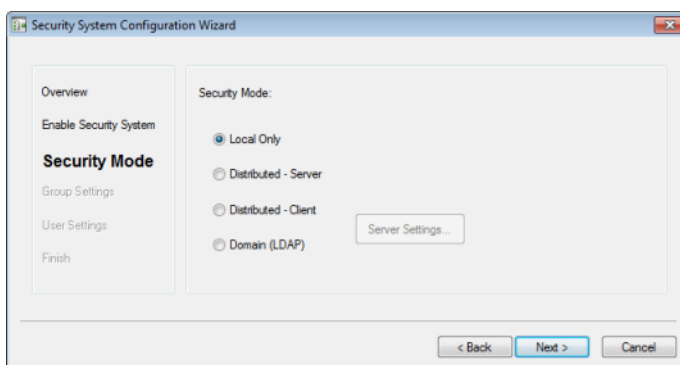 Security System Configuration Wizard
Overview
Enable Security System
Security Mode
Group Settings
User Settings
Finish
Security Mode:
Local Only
Distributed - Server
Distributed - Client
Domain (LDAP)
Server Settings...
< Back
Next >
Cancel